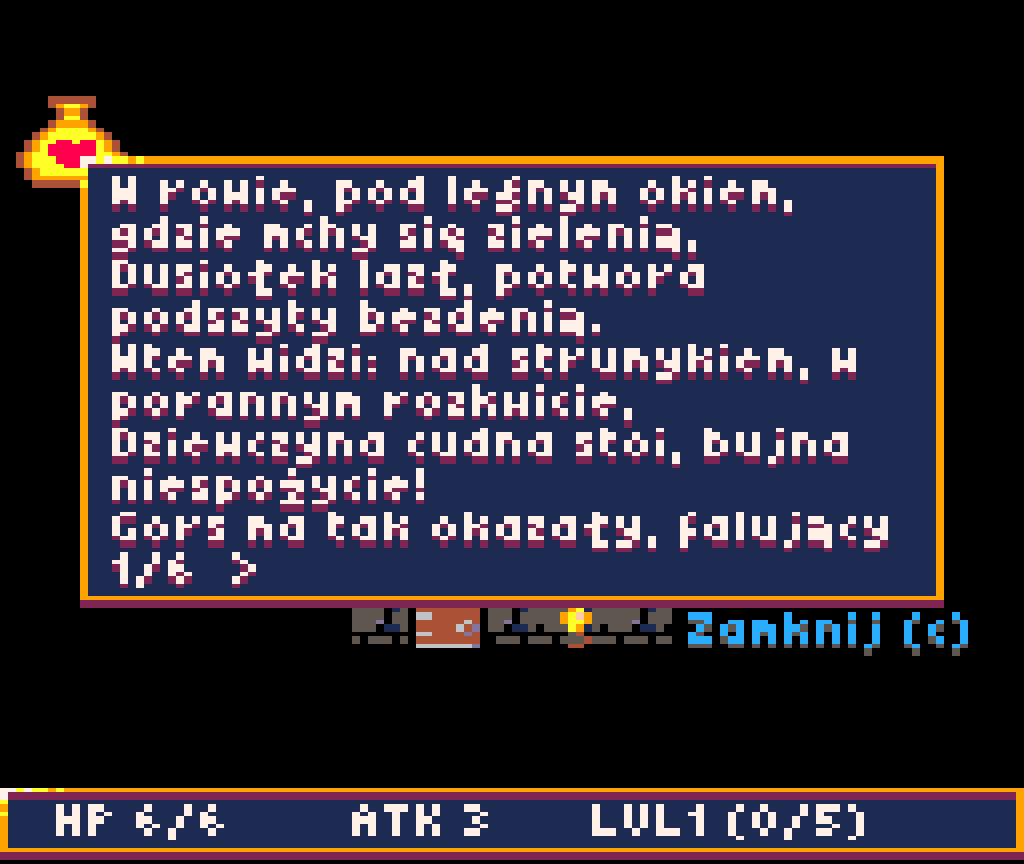 W rowie, pod leśnym okiem,
gdzie mchy się zielenią,
Dusiołek lazł, potwora
podszyty bezdenią.
Wtem widzi: nad strumykiem, w
porannym rozkwicie,
Dziewczyna cudna stoi, bujna
niespożycie!
Gors ma tak okazały, falujący
1/6 >
Zamknij (c)
HP 6/6 ATK 3 LVL1 (0/5)